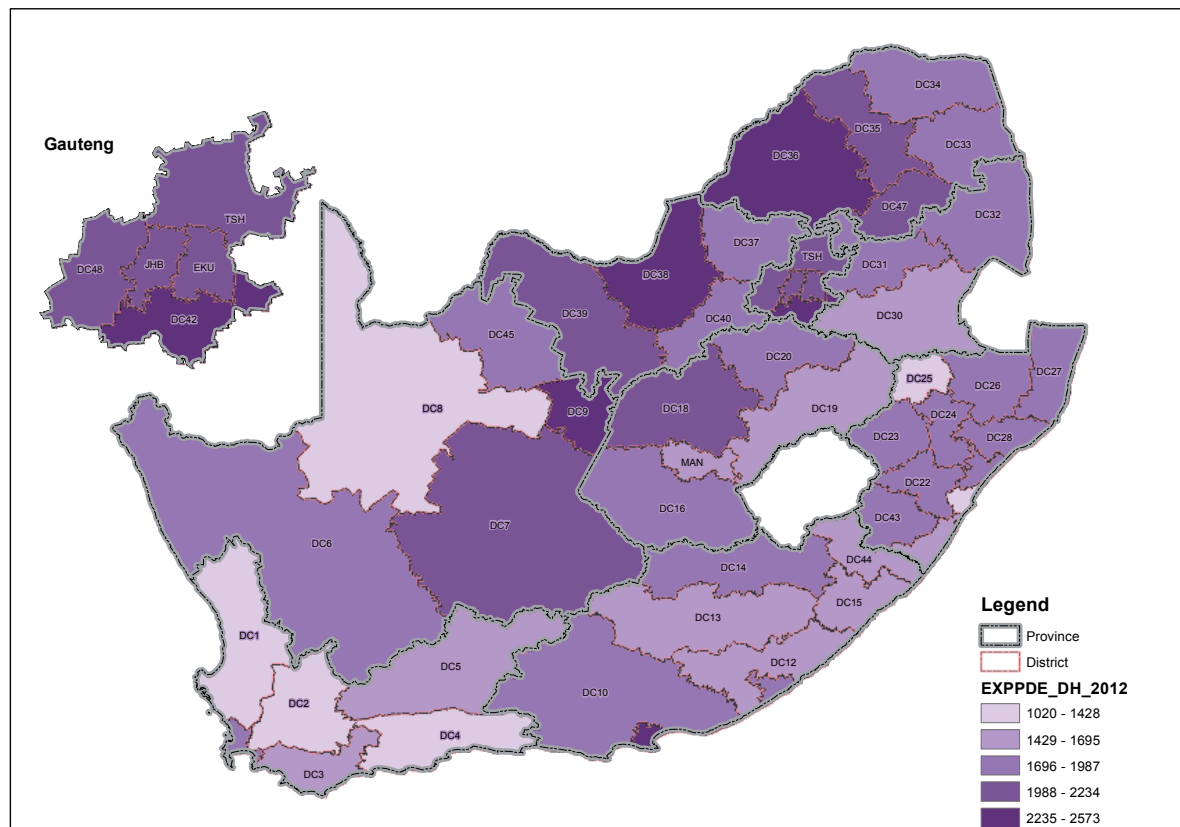 Gauteng
TSH
DC48
JHB
EKU
DC42
DC34
DC35
DC33
DC36
DC47
DC32
DC37
TSH
DC31
DC38
DC39
DC40
DC30
DC45
DC20
DC25
DC26
DC27
DC8
DC9
DC18
DC19
DC24
DC23
DC28
MAN
DC22
DC16
DC43
DC7
DC6
DC14
DC44
DC15
DC13
DC1
DC5
DC12
DC10
DC2
DC4
DC3
Legend
Province
District
EXPPDE_DH_2012
1020 - 1428
1429 - 1695
1696 - 1987
1988 - 2234
2235 - 2573